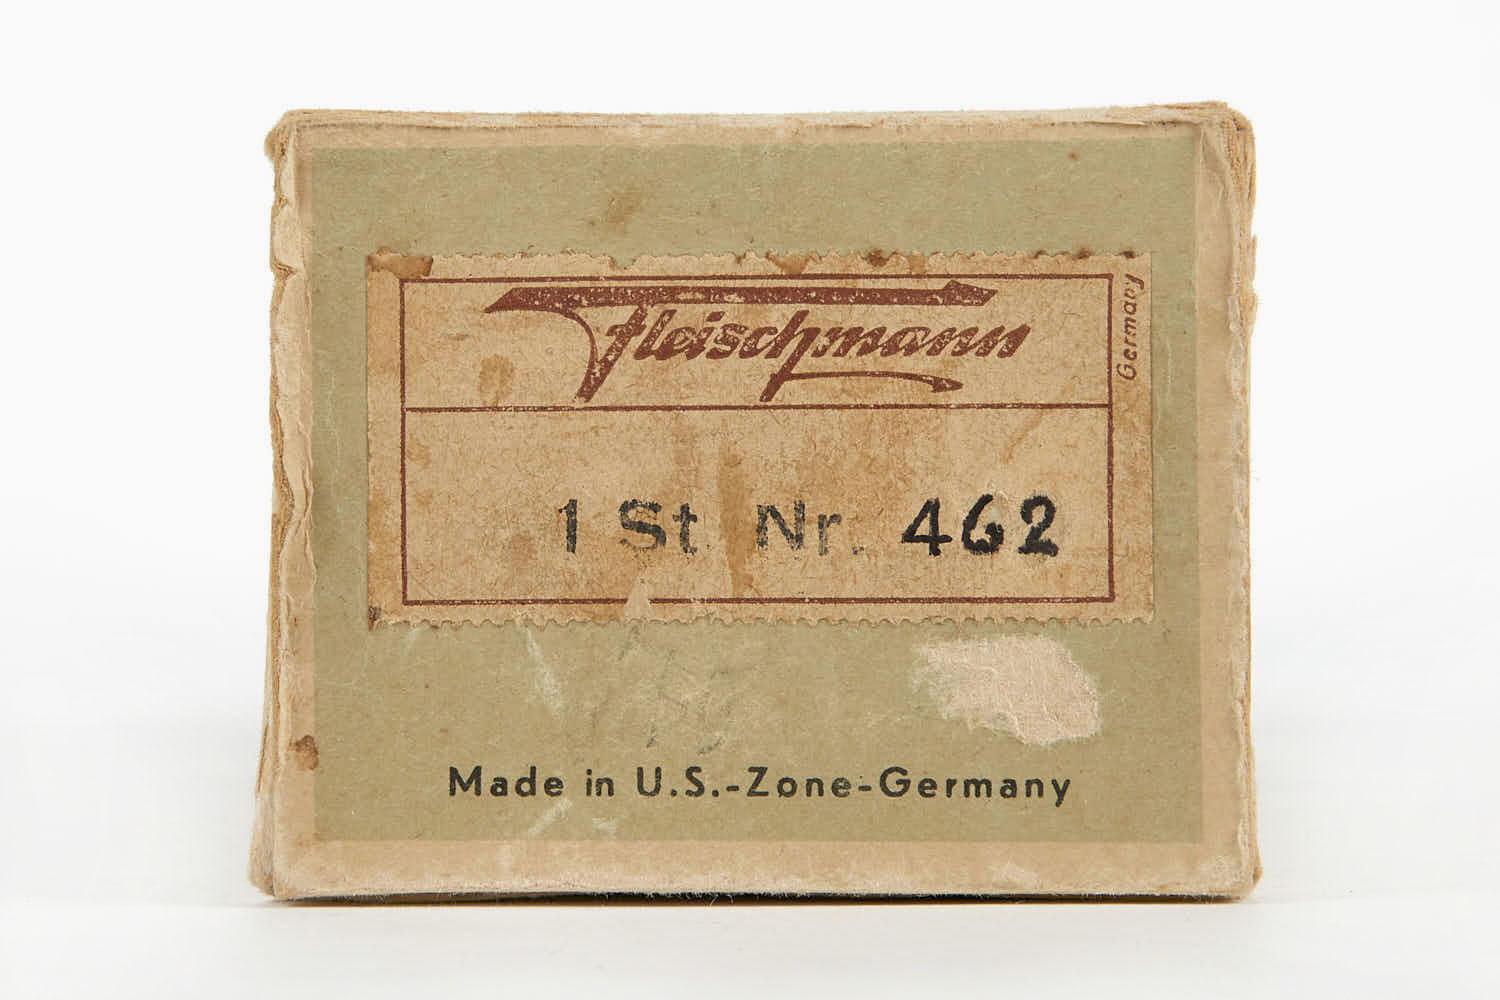 Fleischmann
Germany
1 St. Nr. 462
Made in U.S.-Zone-Germany